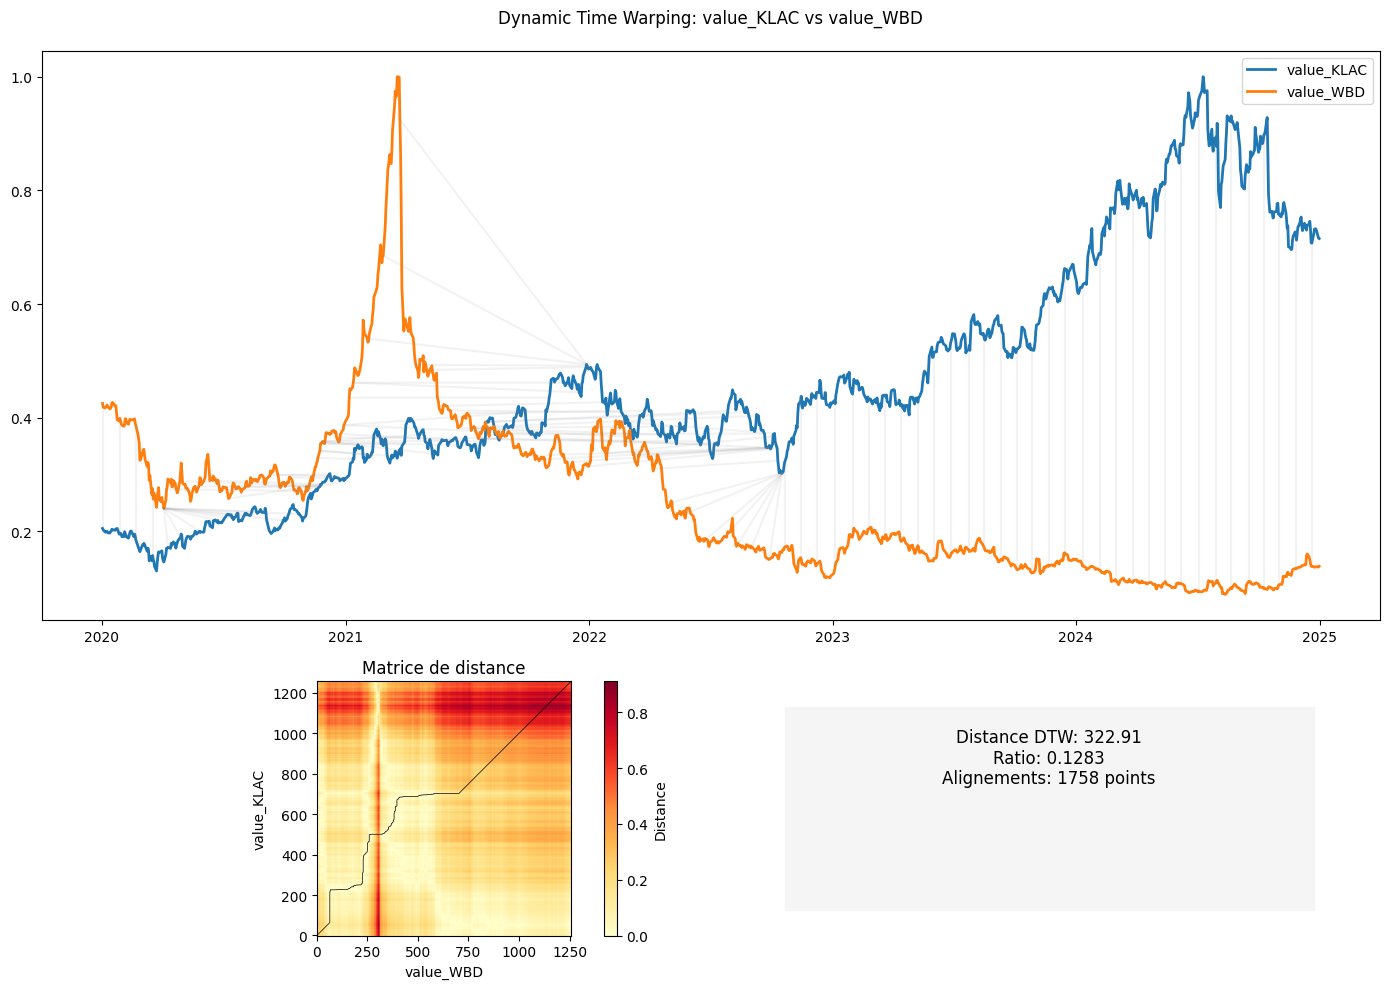 Dynamic Time Warping: value_KLAC vs value_WBD
value_KLAC
value_WBD
1.0
0.8
0.6
0.4
0.2
2020 2021 2022 2023 2024 2025
Matrice de distance
1200
1000
800
600
400
200
0
value_KLAC
0 250 500 750 1000 1250
value_WBD
0.8
0.6
0.4
0.2
0.0
Distance
Distance DTW: 322.91
Ratio: 0.1283
Alignements: 1758 points